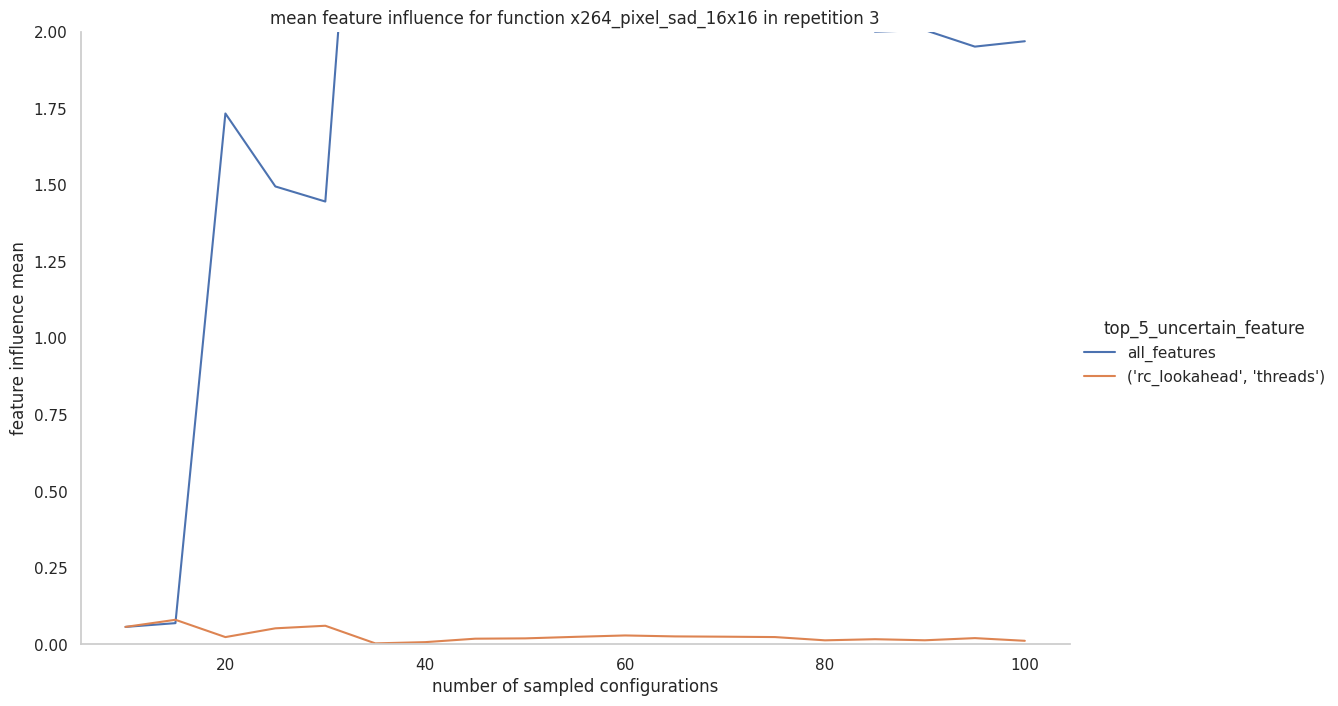 mean feature influence for function x264_pixel_sad_16x16 in repetition 3
2.00
1.75
1.50
1.25
1.00
0.75
0.50
0.25
0.00
feature influence mean
20 40 60 80 100
number of sampled configurations
top_5_uncertain_feature
all_features
('rc_lookahead', 'threads')